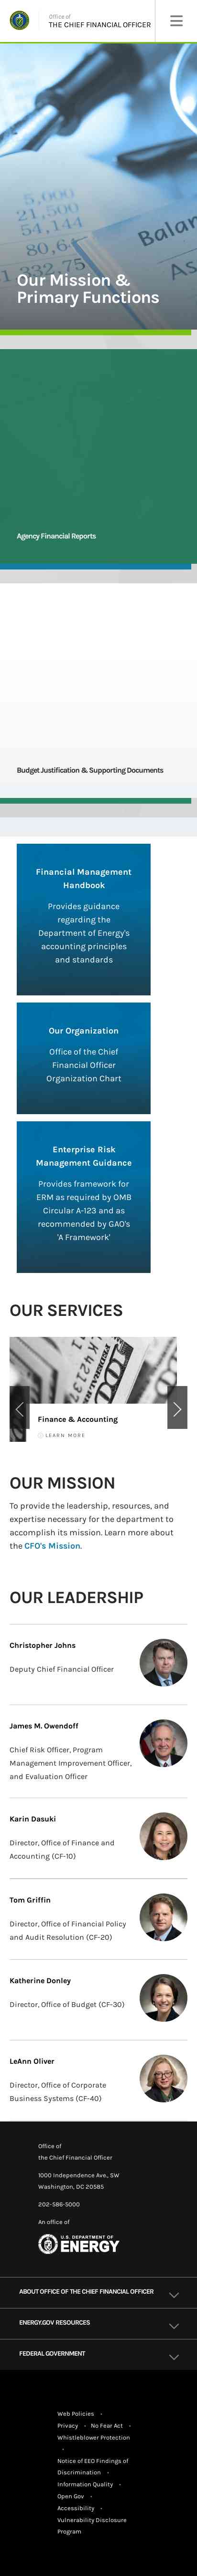 Office of
THE CHIEF FINANCIAL OFFICER
Balan
21,500
4,500
1,332.75
Our Mission &
Primary Functions
Agency Financial Reports
Budget Justification & Supporting Documents
Financial Management
Handbook
Provides guidance
regarding the
Department of Energy's
accounting principles
and standards
Our Organization
Office of the Chief
Financial Officer
Organization Chart
Enterprise Risk
Management Guidance
Provides framework for
ERM as required by OMB
Circular A-123 and as
recommended by GAO's
'A Framework'
OUR SERVICES
Finance & Accounting
LEARN MORE
OUR MISSION
To provide the leadership, resources, and
expertise necessary for the department to
accomplish its mission. Learn more about
the CFO's Mission.
OUR LEADERSHIP
Christopher Johns
Deputy Chief Financial Officer
James M. Owendoff
Chief Risk Officer, Program
Management Improvement Officer,
and Evaluation Officer
Karin Dasuki
Director, Office of Finance and
Accounting (CF-10)
Tom Griffin
Director, Office of Financial Policy
and Audit Resolution (CF-20)
Katherine Donley
Director, Office of Budget (CF-30)
LeAnn Oliver
Director, Office of Corporate
Business Systems (CF-40)
Office of
the Chief Financial Officer
1000 Independence Ave., SW
Washington, DC 20585
202-586-5000
An office of
U.S. DEPARTMENT OF
ENERGY
ABOUT OFFICE OF THE CHIEF FINANCIAL OFFICER
ENERGY.GOV RESOURCES
FEDERAL GOVERNMENT
Web Policies •
Privacy • No Fear Act •
Whistleblower Protection
•
Notice of EEO Findings of
Discrimination •
Information Quality •
Open Gov •
Accessibility •
Vulnerability Disclosure
Program